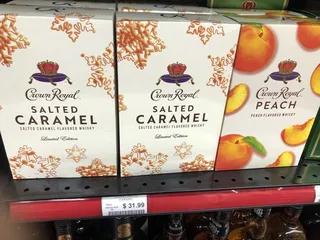 Crown Royal
SALTED
CARAMEL
SALTED CARAMEL FLAVORED WHISKY
Limited Edition
Crown Royal
SALTED
CARAMEL
SALTED CARAMEL FLAVORED WHISKY
Limited Edition
Crown Royal
PEACH
PEACH FLAVORED WHISKY
$ 31.99